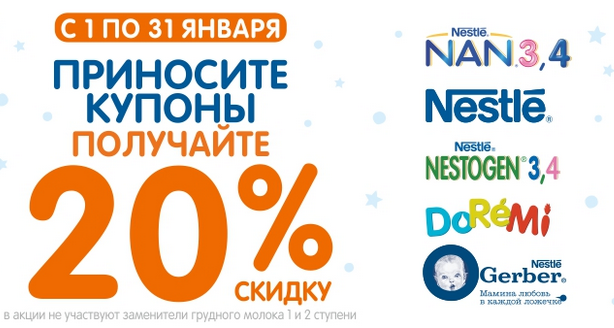 С 1 ПО 31 ЯНВАРЯ
ПРИНОСИТЕ
КУПОНЫ
ПОЛУЧАЙТЕ
20%
СКИДКУ
в акции не участвуют заменители грудного молока 1 и 2 ступени
Nestlé
NAN 3,4
Nestlé
Nestlé
NESTOGEN® 3,4
DoRéMi
Nestlé
Gerber®
Мамина любовь
в каждой ложечке